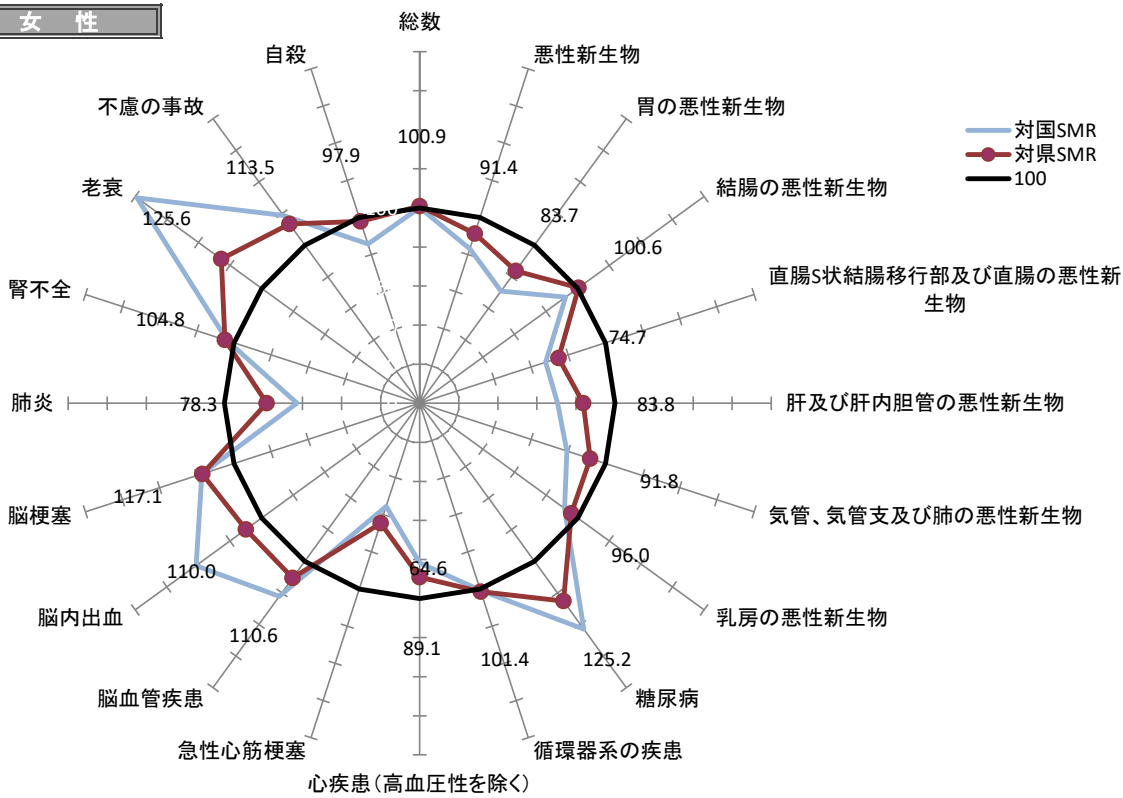 女 性
総数
悪性新生物
胃の悪性新生物
結腸の悪性新生物
直腸S状結腸移行部及び直腸の悪性新
生物
肝及び肝内胆管の悪性新生物
気管、気管支及び肺の悪性新生物
乳房の悪性新生物
糖尿病
循環器系の疾患
心疾患(高血圧性を除く)
急性心筋梗塞
脳血管疾患
脳内出血
脳梗塞
肺炎
腎不全
老衰
不慮の事故
自殺
100.9
91.4
83.7
100.6
74.7
83.8
91.8
96.0
125.2
101.4
89.1
64.6
110.6
110.0
117.1
78.3
104.8
125.6
113.5
97.9
対国SMR
対県SMR
100